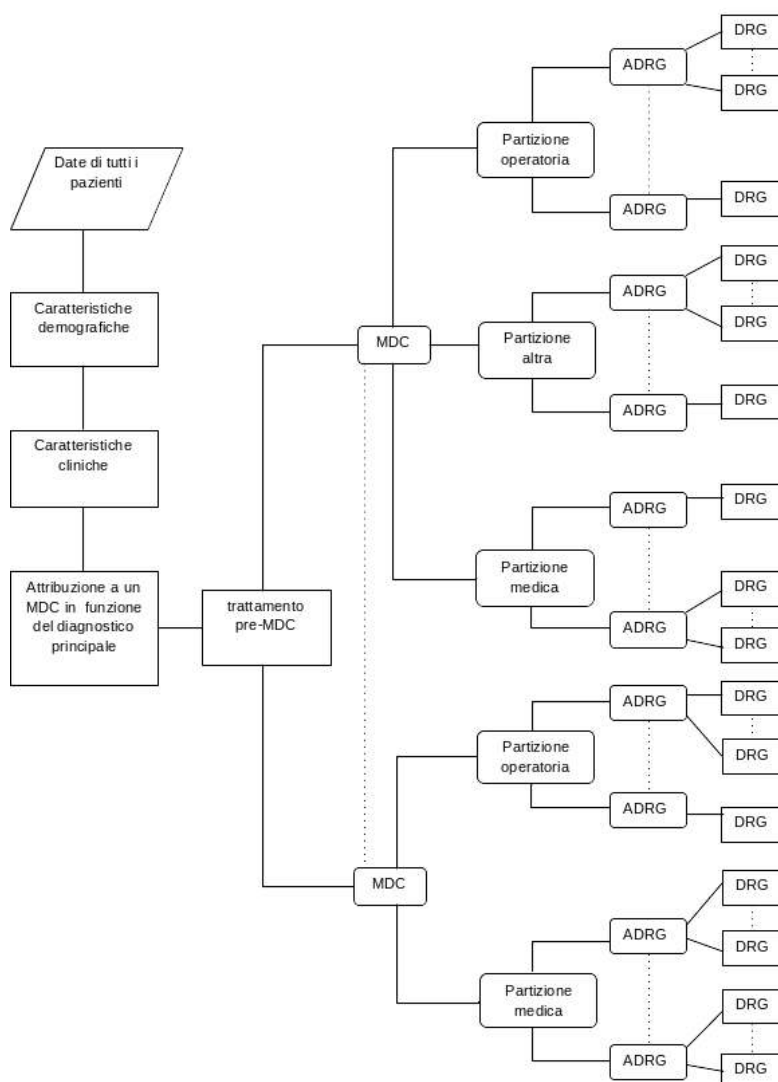 Date di tutti i
pazienti
Caratteristiche
demografiche
Caratteristiche
cliniche
Attribuzione a un
MDC in funzione
del diagnostico
principale
trattamento
pre-MDC
MDC
Partizione
operatoria
ADRG
DRG
DRG
ADRG
DRG
Partizione
altra
ADRG
DRG
DRG
ADRG
DRG
Partizione
medica
ADRG
DRG
ADRG
DRG
DRG
MDC
Partizione
operatoria
ADRG
DRG
DRG
ADRG
DRG
Partizione
medica
ADRG
DRG
DRG
ADRG
DRG
DRG